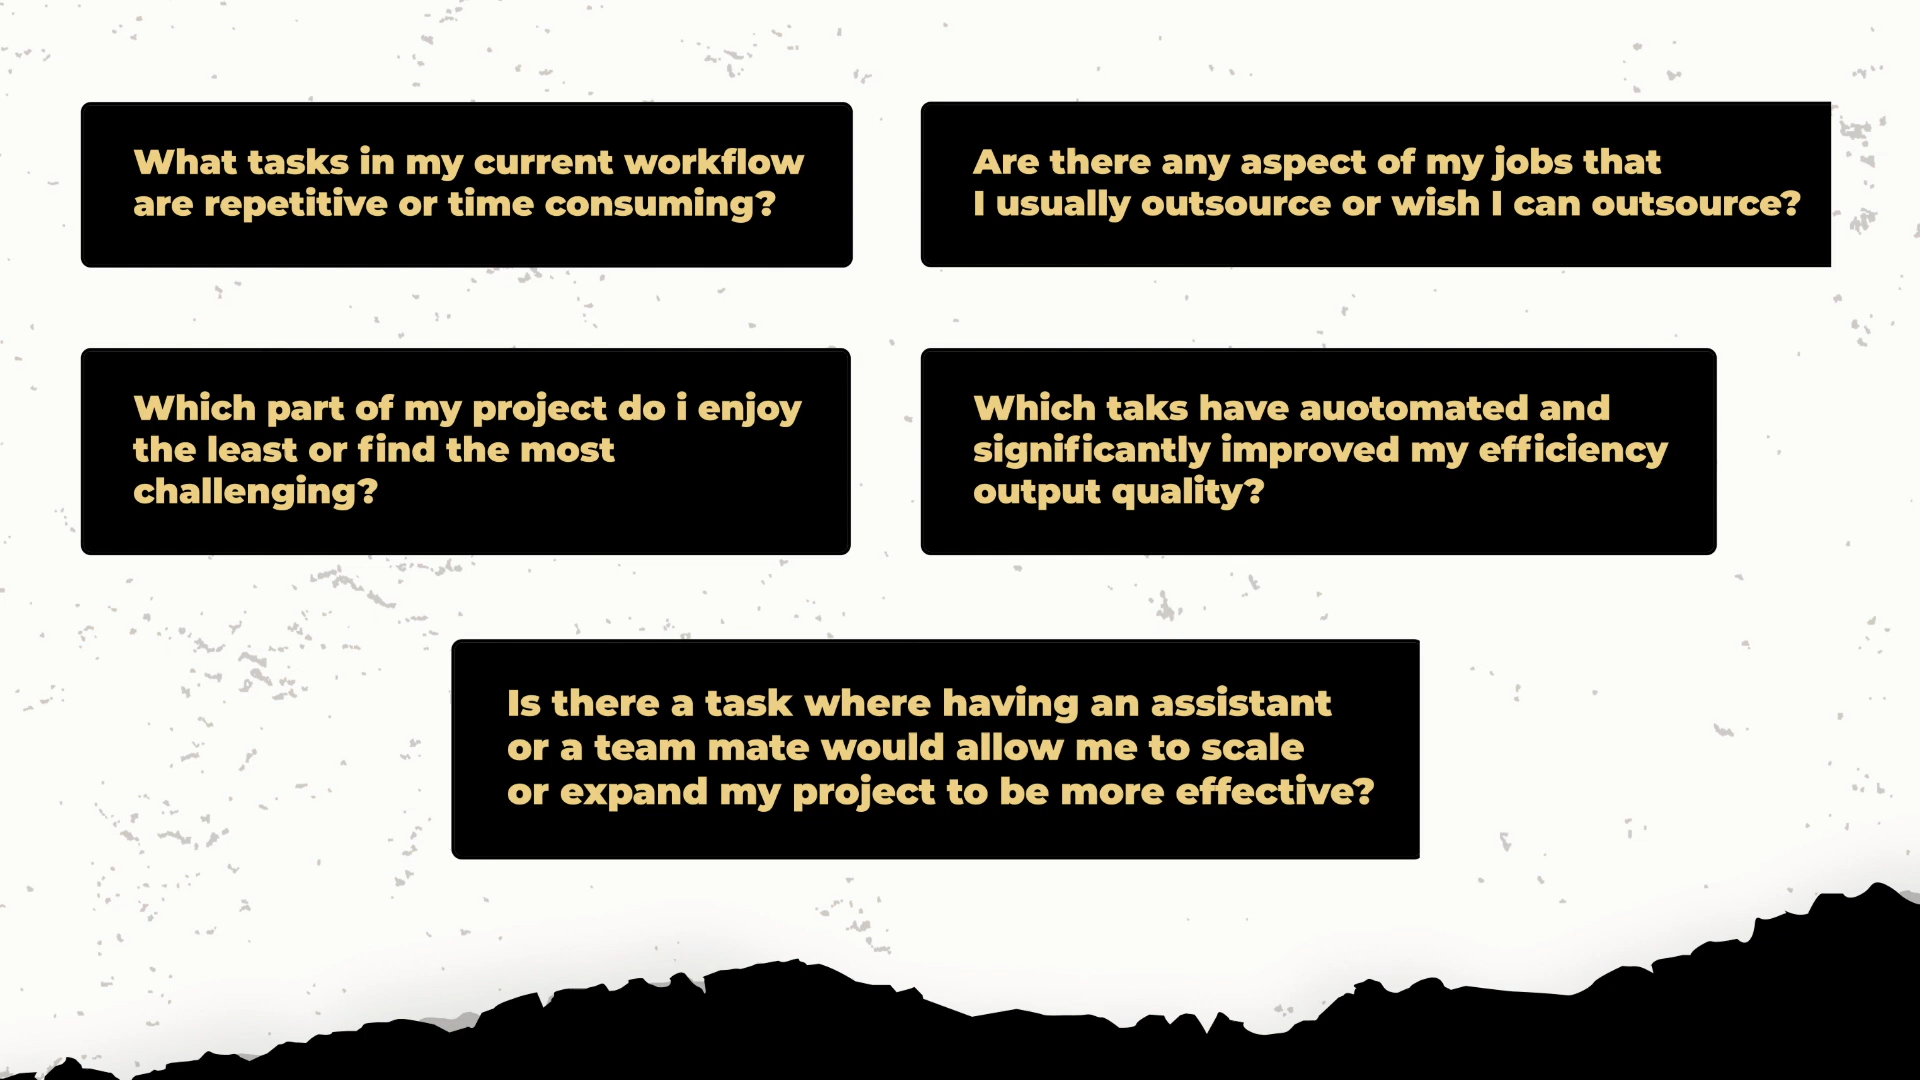 What tasks in my current workflow
are repetitive or time consuming?
Are there any aspect of my jobs that
I usually outsource or wish I can outsource?
Which part of my project do i enjoy
the least or find the most
challenging?
Which taks have auotomated and
significantly improved my efficiency
output quality?
Is there a task where having an assistant
or a team mate would allow me to scale
or expand my project to be more effective?